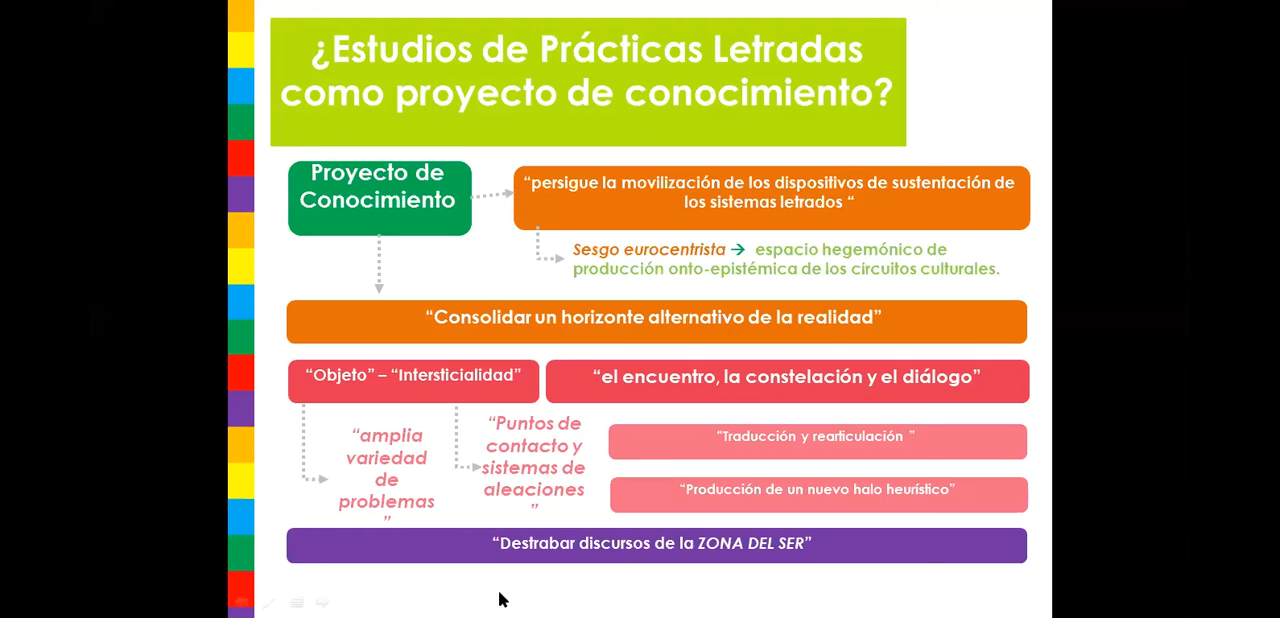 ¿Estudios de Prácticas Letradas
como proyecto de conocimiento?
Proyecto de
Conocimiento
“persigue la movilización de los dispositivos de sustentación de
los sistemas letrados “
Sesgo eurocentrista → espacio hegemónico de
producción onto-epistémica de los circuitos culturales.
“Consolidar un horizonte alternativo de la realidad”
“Objeto” – “Intersticialidad”
“el encuentro, la constelación y el diálogo”
“amplia
variedad
de
problemas
”
“Puntos de
contacto y
sistemas de
aleaciones
”
“Traducción y rearticulación ”
“Producción de un nuevo halo heurístico”
“Destrabar discursos de la ZONA DEL SER”